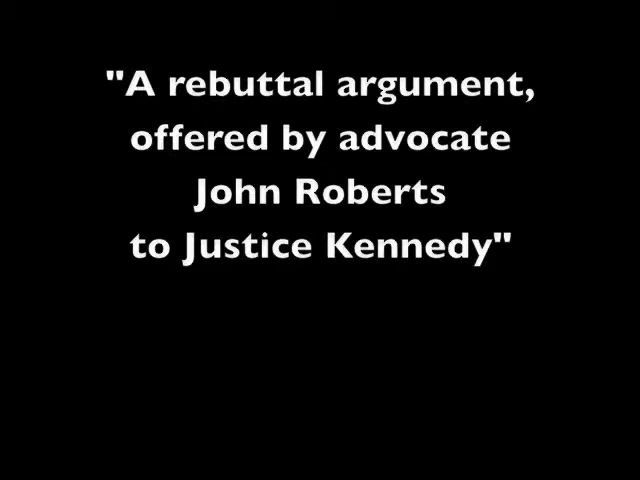 "A rebuttal argument,
offered by advocate
John Roberts
to Justice Kennedy"